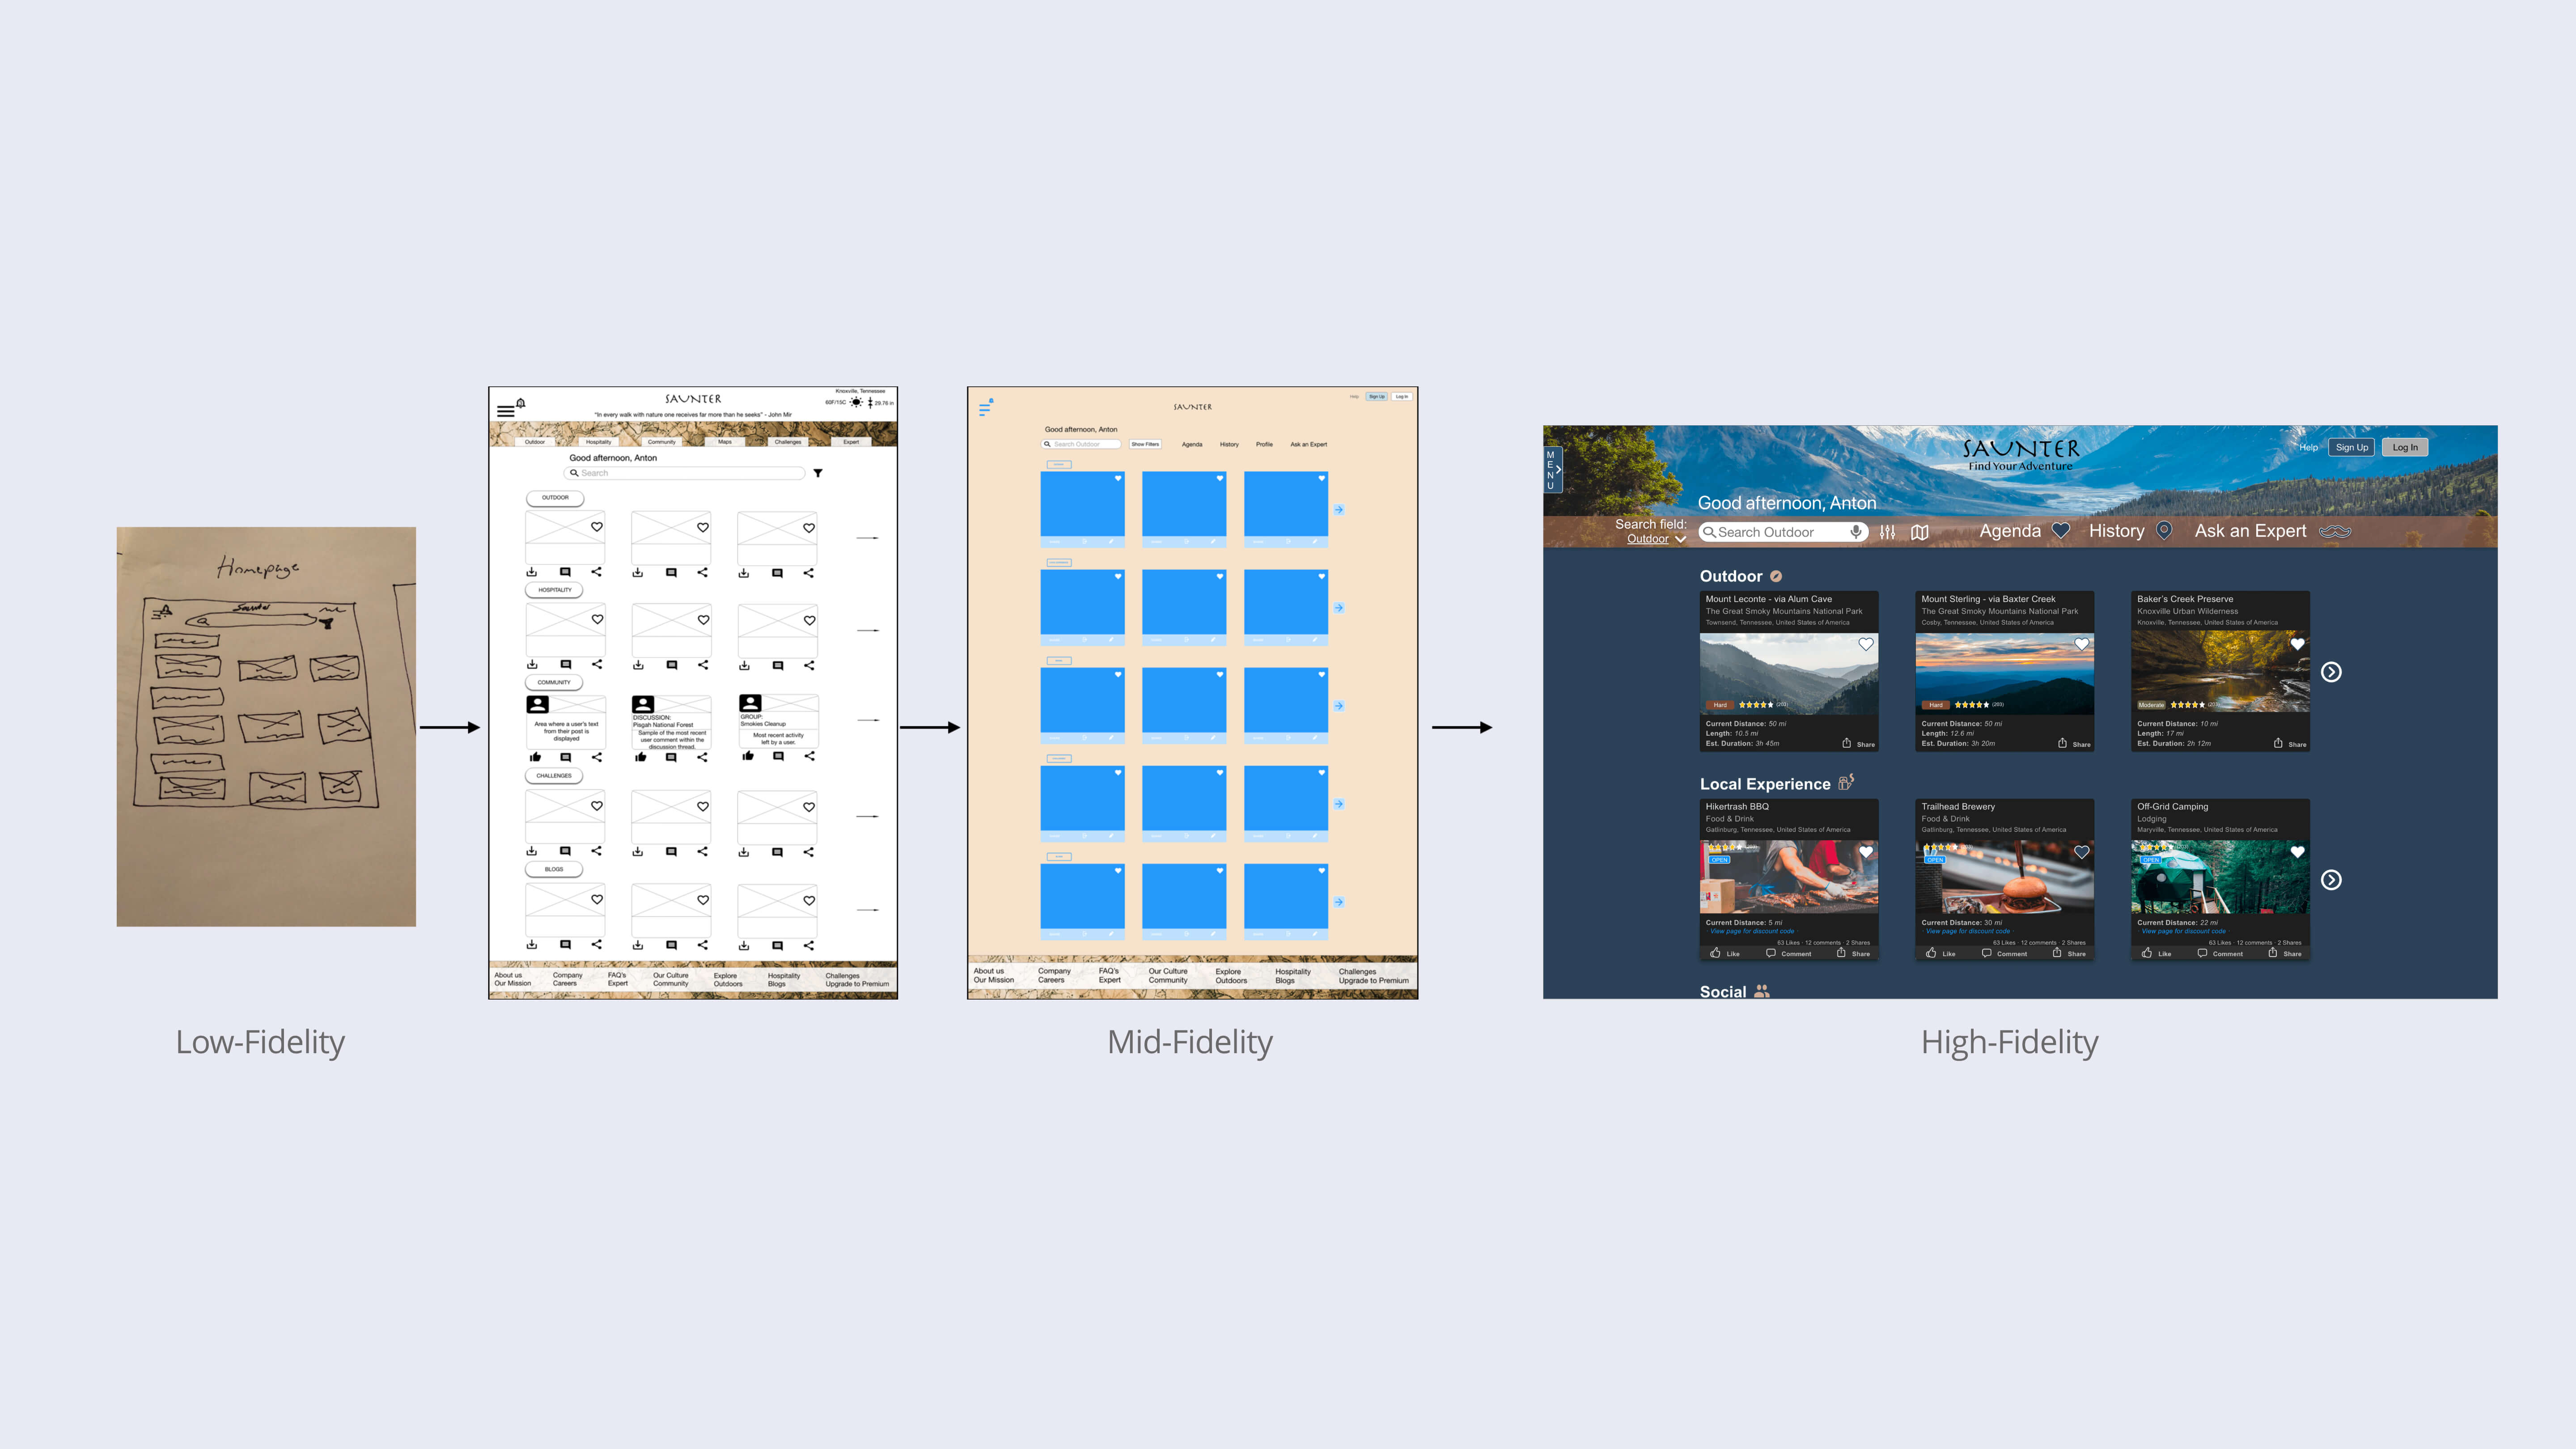 Homepage
Saunter
Low-Fidelity
Knoxville, Tennessee
SAUNTER
60F/15C 29.76 in
"In every walk with nature one receives far more than he seeks" - John Mir
Outdoor Hospitality Community Maps Challenges Expert
Good afternoon, Anton
Search
OUTDOOR
HOSPITALITY
COMMUNITY
Area where a user's text
from their post is
displayed
DISCUSSION:
Pisgah National Forest
Sample of the most recent
user comment within the
discussion thread.
GROUP:
Smokies Cleanup
Most recent activity
left by a user.
CHALLENGES
BLOGS
About us Company FAQ's Our Culture Explore Hospitality Challenges
Our Mission Careers Expert Community Outdoors Blogs Upgrade to Premium
Help Sign Up Log In
SAUNTER
Good afternoon, Anton
Search Outdoor Show Filters Agenda History Profile Ask an Expert
About us Company FAQ's Our Culture Explore Hospitality Challenges
Our Mission Careers Expert Community Outdoors Blogs Upgrade to Premium
Mid-Fidelity
MENU
SAUNTER
Find Your Adventure
Help Sign Up Log In
Good afternoon, Anton
Search field:
Outdoor
Search Outdoor
Agenda History Ask an Expert
Outdoor
Mount Leconte - via Alum Cave
The Great Smoky Mountains National Park
Townsend, Tennessee, United States of America
Hard
Current Distance: 50 mi
Length: 10.5 mi
Est. Duration: 3h 45m Share
Mount Sterling - via Baxter Creek
The Great Smoky Mountains National Park
Cosby, Tennessee, United States of America
Hard
Current Distance: 50 mi
Length: 12.6 mi
Est. Duration: 3h 20m Share
Baker's Creek Preserve
Knoxville Urban Wilderness
Knoxville, Tennessee, United States of America
Moderate
Current Distance: 10 mi
Length: 17 mi
Est. Duration: 2h 12m Share
Local Experience
Hikertrash BBQ
Food & Drink
Gatlinburg, Tennessee, United States of America
OPEN
Current Distance: 5 mi
· View page for discount code ·
63 Likes · 12 comments · 2 Shares
Like Comment Share
Trailhead Brewery
Food & Drink
Gatlinburg, Tennessee, United States of America
OPEN
Current Distance: 30 mi
· View page for discount code ·
63 Likes · 12 comments · 2 Shares
Like Comment Share
Off-Grid Camping
Lodging
Maryville, Tennessee, United States of America
OPEN
Current Distance: 22 mi
· View page for discount code ·
63 Likes · 12 comments · 2 Shares
Like Comment Share
Social
High-Fidelity